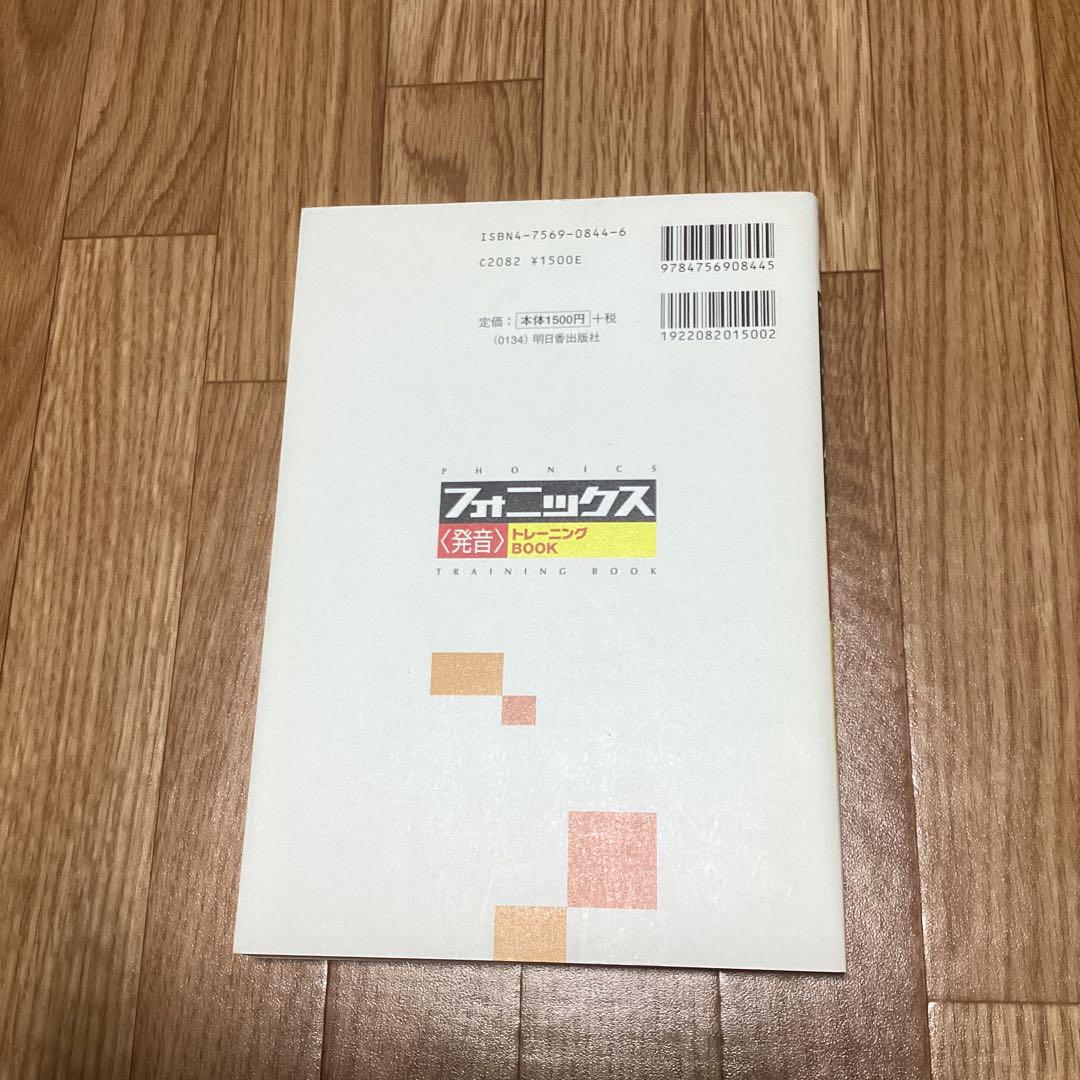 ISBN4-7569-0844-6
C2082 ¥1500E
9784756908445
定価：本体1500円＋税
(0134) 明日香出版社
1922082015002
PHONICS
フォニックス
〈発音〉トレーニング
BOOK
TRAINING BOOK